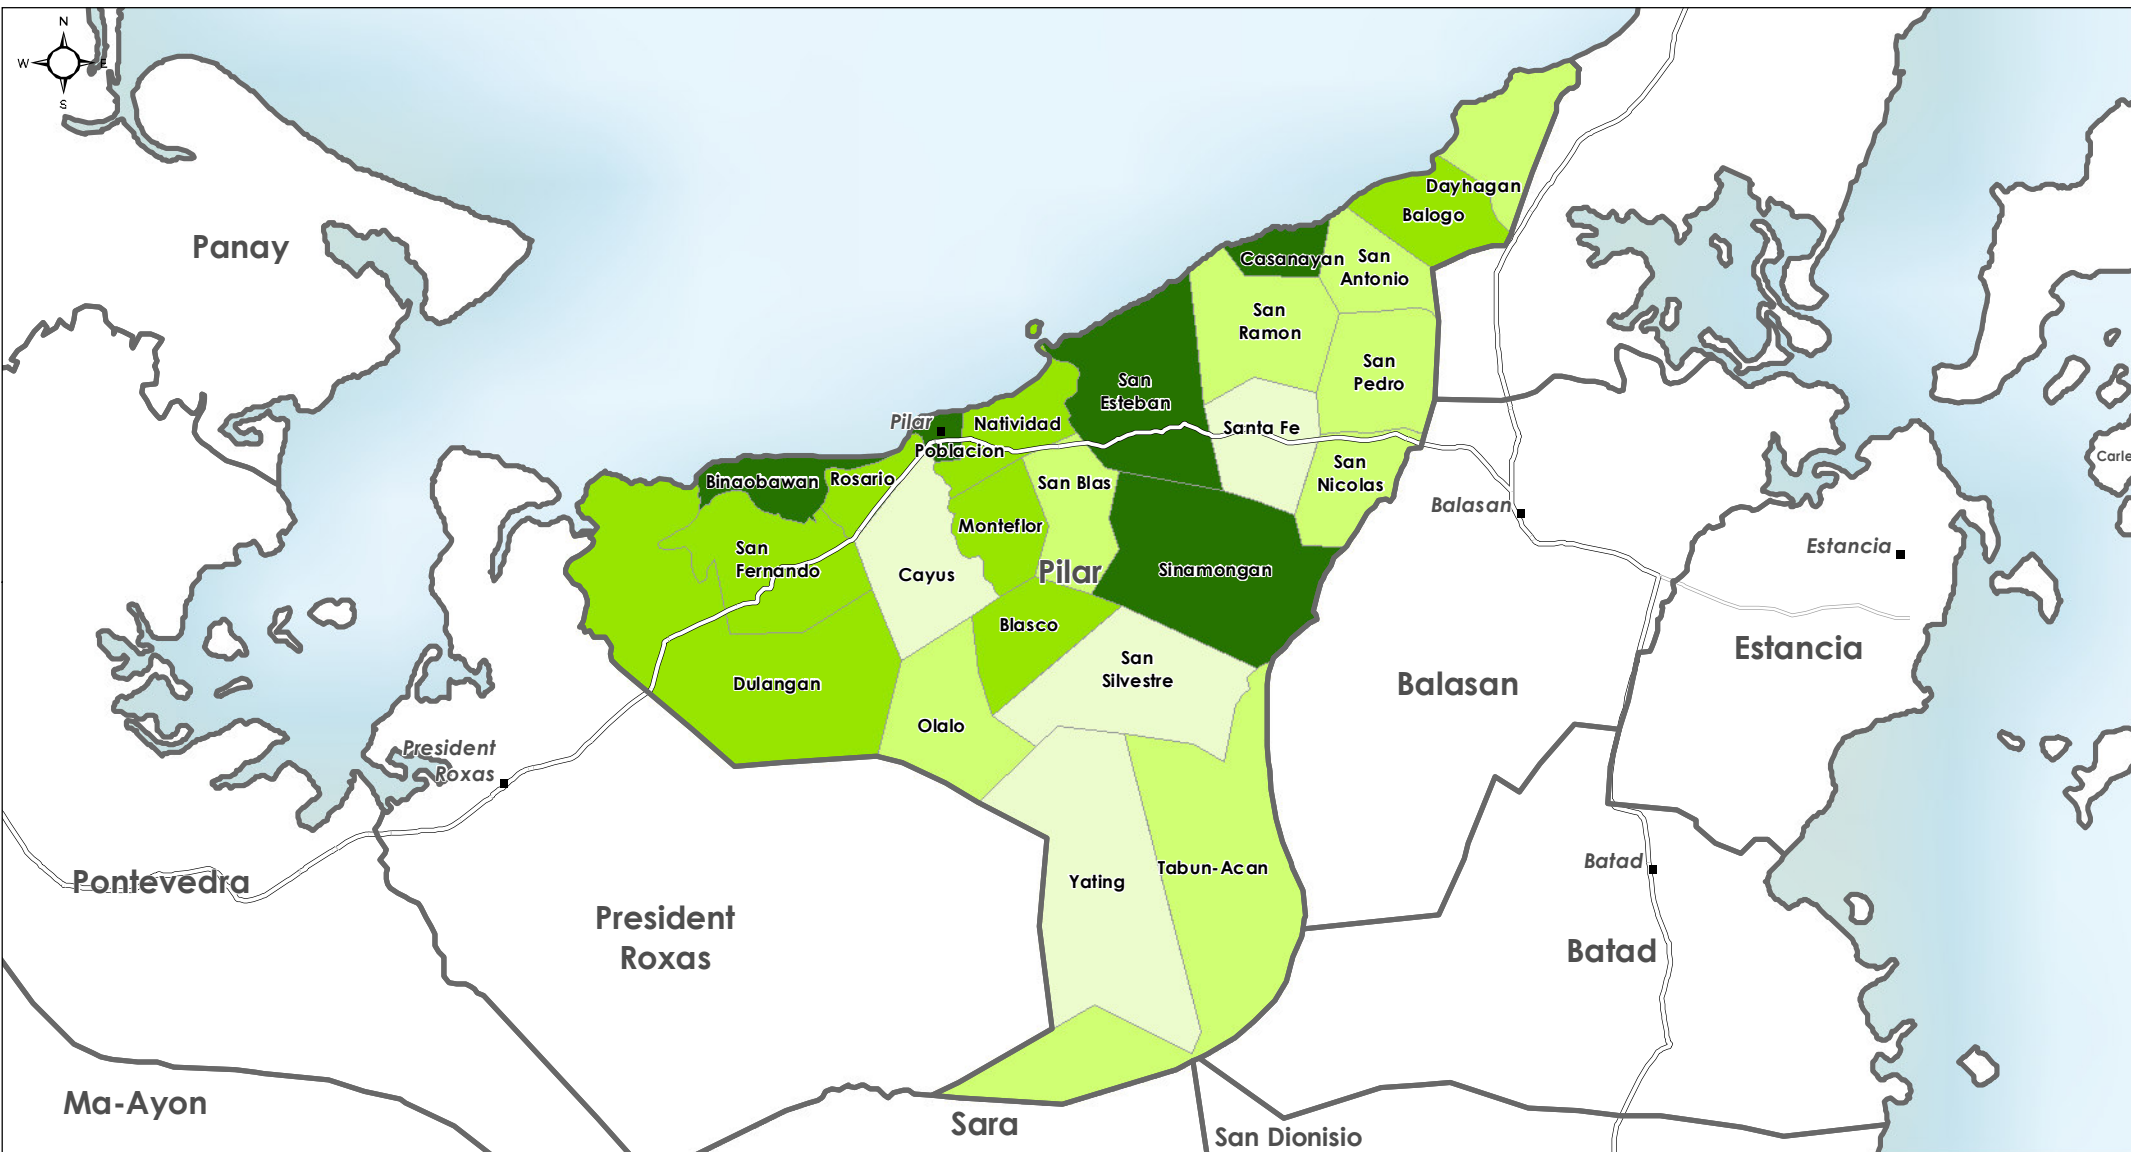 N
W
E
S
Panay
Dayhagan
Balogo
Casanayan
San
Antonio
San
Ramon
San
Pedro
San
Esteban
Pilar
Natividad
Santa Fe
Poblacion
Binaobawan
Rosario
San Blas
San
Nicolas
Carle
Balasan
Monteflor
San
Fernando
Cayus
Pilar
Sinamongan
Estancia
Blasco
Estancia
San
Silvestre
Dulangan
Balasan
Olalo
President
Roxas
Batad
Tabun-Acan
Yating
Pontevedra
President
Roxas
Batad
Ma-Ayon
Sara
San Dionisio